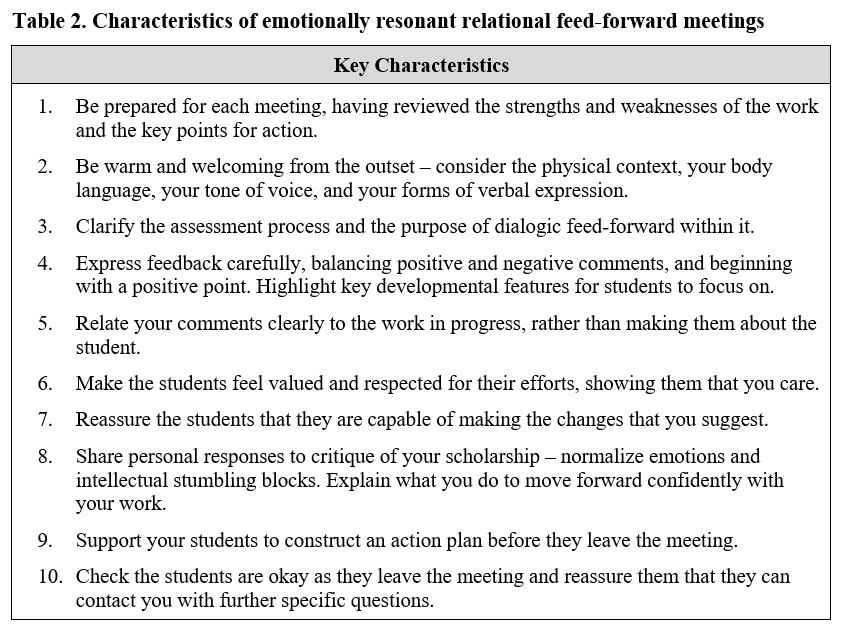 Table 2. Characteristics of emotionally resonant relational feed-forward meetings
Key Characteristics
1. Be prepared for each meeting, having reviewed the strengths and weaknesses of the work
and the key points for action.
2. Be warm and welcoming from the outset – consider the physical context, your body
language, your tone of voice, and your forms of verbal expression.
3. Clarify the assessment process and the purpose of dialogic feed-forward within it.
4. Express feedback carefully, balancing positive and negative comments, and beginning
with a positive point. Highlight key developmental features for students to focus on.
5. Relate your comments clearly to the work in progress, rather than making them about the
student.
6. Make the students feel valued and respected for their efforts, showing them that you care.
7. Reassure the students that they are capable of making the changes that you suggest.
8. Share personal responses to critique of your scholarship – normalize emotions and
intellectual stumbling blocks. Explain what you do to move forward confidently with
your work.
9. Support your students to construct an action plan before they leave the meeting.
10. Check the students are okay as they leave the meeting and reassure them that they can
contact you with further specific questions.